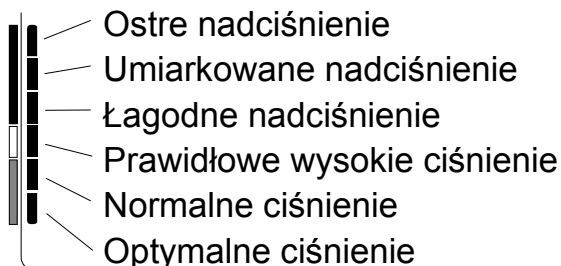 Ostre nadciśnienie
Umiarkowane nadciśnienie
Łagodne nadciśnienie
Prawidłowe wysokie ciśnienie
Normalne ciśnienie
Optymalne ciśnienie